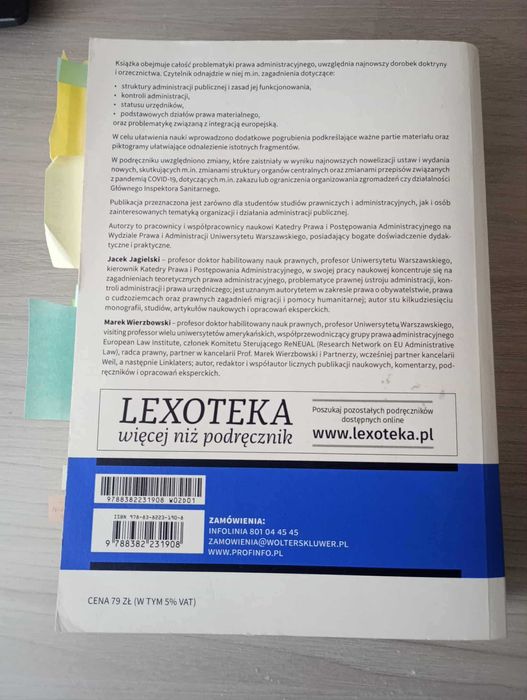 Książka obejmuje całość problematyki prawa administracyjnego, uwzględnia najnowszy dorobek doktryny
i orzecznictwa. Czytelnik odnajdzie w niej m.in. zagadnienia dotyczące:
• struktury administracji publicznej i zasad jej funkcjonowania,
• kontroli administracji,
• statusu urzędników,
• podstawowych działów prawa materialnego,
oraz problematykę związaną z integracją europejską.
W celu ułatwienia nauki wprowadzono dodatkowe pogrubienia podkreślające ważne partie materiału oraz
piktogramy ułatwiające odnalezienie istotnych fragmentów.
W podręczniku uwzględniono zmiany, które zaistniały w wyniku najnowszych nowelizacji ustaw i wydania
nowych, skutkujących m.in. zmianami struktury organów centralnych oraz zmianami przepisów związanych
z pandemią COVID-19, dotyczących m.in. zakazu lub ograniczenia organizowania zgromadzeń czy działalności
Głównego Inspektora Sanitarnego.
Publikacja przeznaczona jest zarówno dla studentów studiów prawniczych i administracyjnych, jak i osób
zainteresowanych tematyką organizacji i działania administracji publicznej.
Autorzy to pracownicy i współpracownicy naukowi Katedry Prawa i Postępowania Administracyjnego na
Wydziale Prawa i Administracji Uniwersytetu Warszawskiego, posiadający bogate doświadczenie dydak-
tyczne i praktyczne.
Jacek Jagielski – profesor doktor habilitowany nauk prawnych, profesor Uniwersytetu Warszawskiego,
kierownik Katedry Prawa i Postępowania Administracyjnego, w swojej pracy naukowej koncentruje się na
zagadnieniach teoretycznych prawa administracyjnego, problematyce prawnej ustroju administracji, kon-
troli administracji i prawa urzędniczego; jest uznanym autorytetem w zakresie prawa o obywatelstwie, prawa
o cudzoziemcach oraz prawnych zagadnień migracji i pomocy humanitarnej; autor stu kilkudziesięciu
monografii, studiów, artykułów naukowych i opracowań eksperckich.
Marek Wierzbowski – profesor doktor habilitowany nauk prawnych, profesor Uniwersytetu Warszawskiego,
visiting profesor wielu uniwersytetów amerykańskich, współprzewodniczący grupy prawa administracyjnego
European Law Institute, członek Komitetu Sterującego ReNEUAL (Research Network on EU Administrative
Law), radca prawny, partner w kancelarii Prof. Marek Wierzbowski i Partnerzy, wcześniej partner kancelarii
Weil, a następnie Linklaters; autor, redaktor i współautor licznych publikacji naukowych, komentarzy, pod-
ręczników i opracowań eksperckich.
LEXOTEKA
więcej niż podręcznik
Poszukaj pozostałych podręczników
dostępnych online
www.lexoteka.pl
9788382231908 W02D01
ISBN 978-83-8223-190-8
9 788382 231908
ZAMÓWIENIA:
INFOLINIA 801 04 45 45
ZAMOWIENIA@WOLTERSKLUWER.PL
WWW.PROFINFO.PL
CENA 79 ZŁ (W TYM 5% VAT)